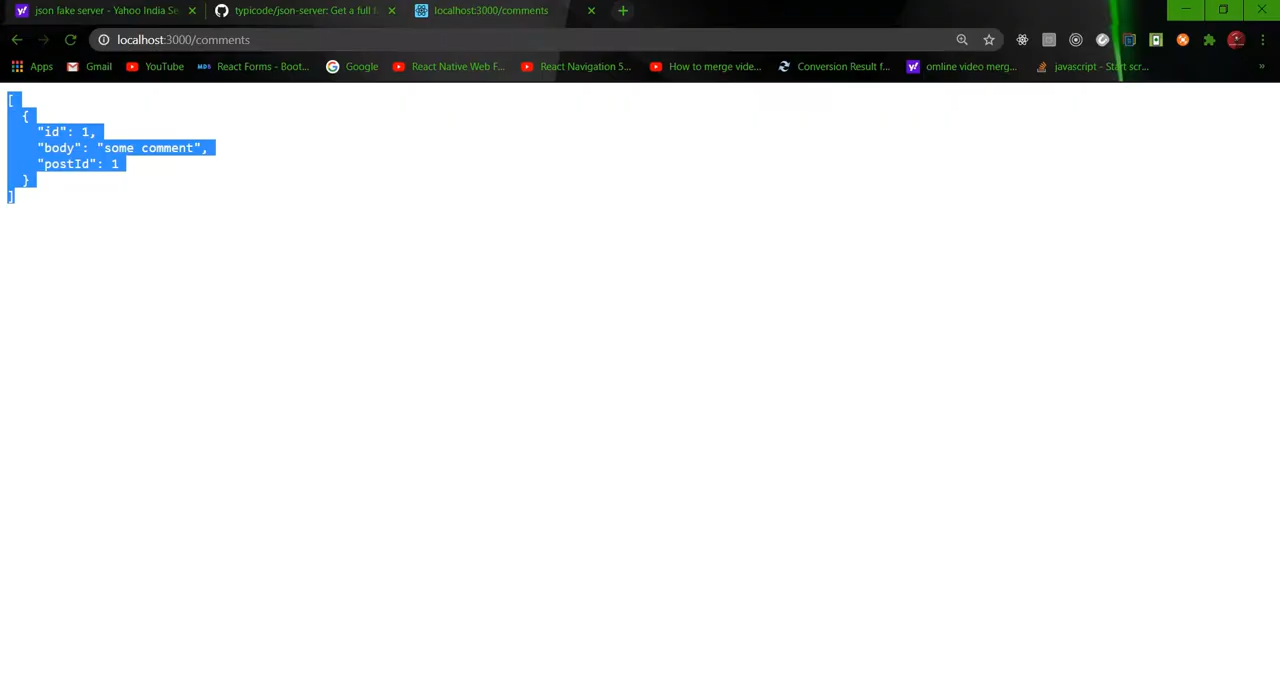 json fake server - Yahoo India Se
typicode/json-server: Get a full f
localhost:3000/comments
localhost:3000/comments
Apps
Gmail
YouTube
React Forms - Boot...
Google
React Native Web F...
React Navigation 5...
How to merge vide...
Conversion Result f...
omline video merg...
javascript - Start scr...
»
[
{
"id": 1,
"body": "some comment",
"postId": 1
}
]